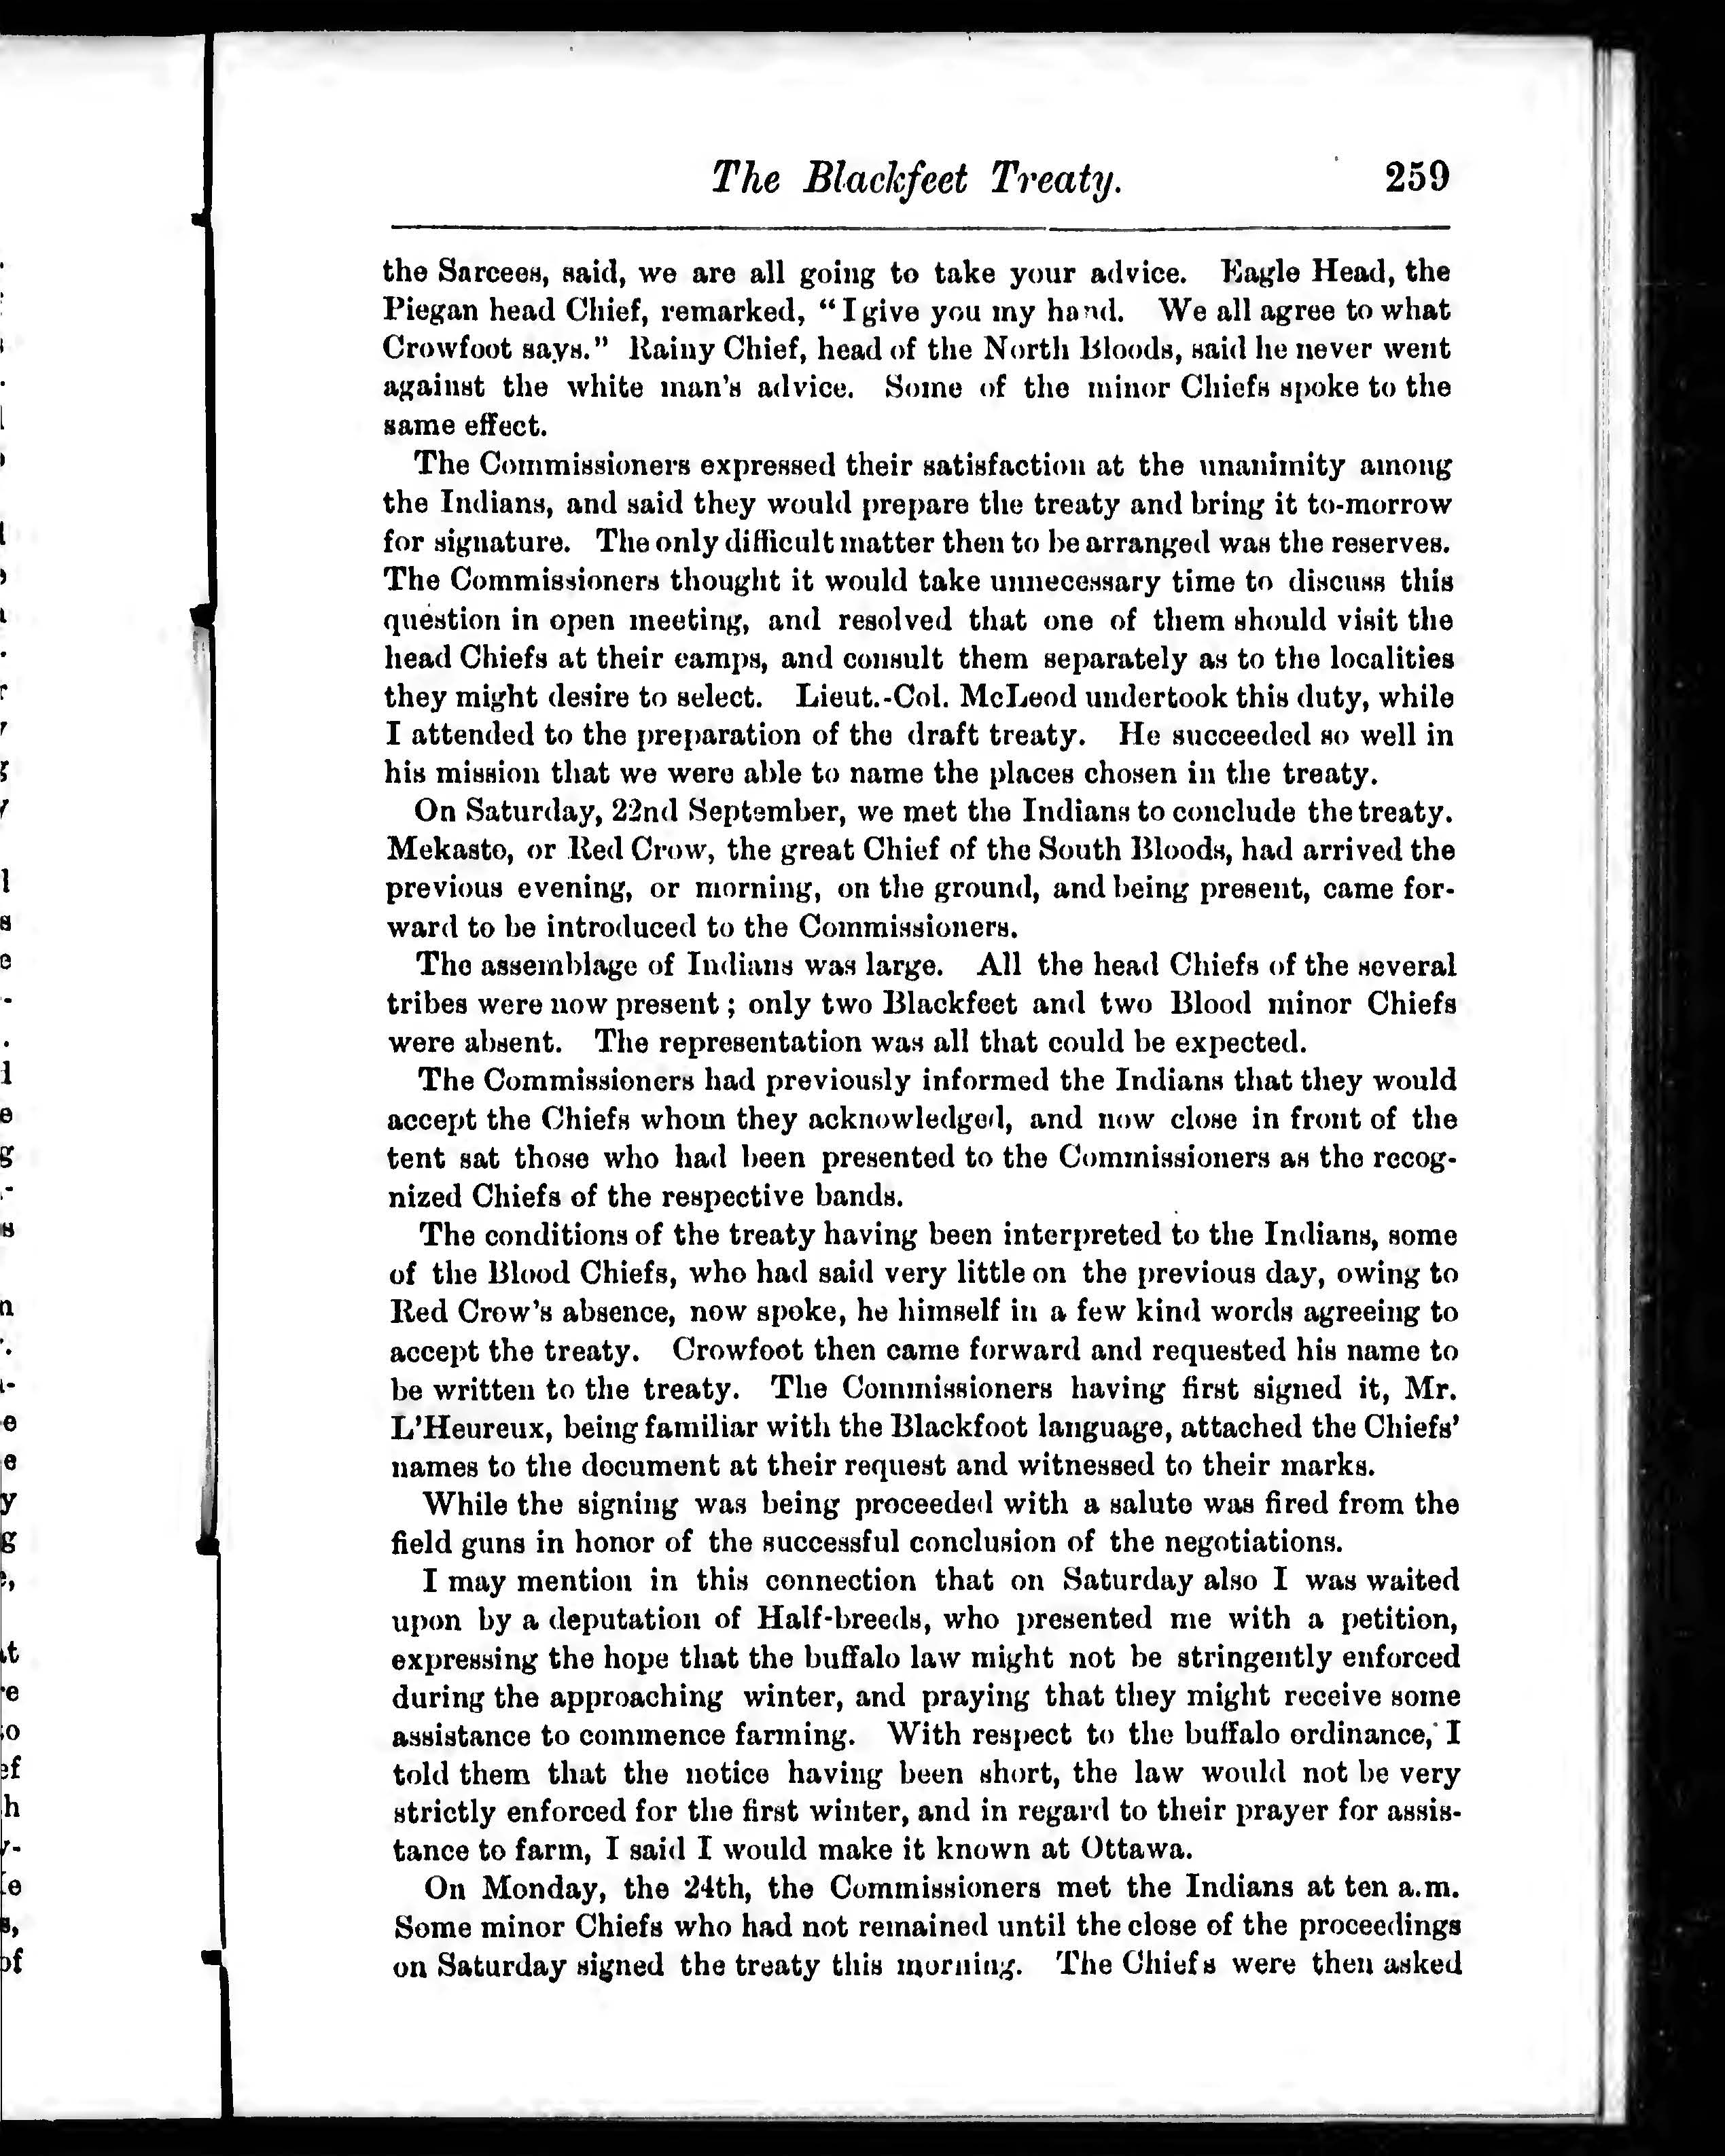 The Blackfeet Treaty. 259
the Sarcees, said, we are all going to take your advice. Eagle Head, the
Piegan head Chief, remarked, “I give you my hand. We all agree to what
Crowfoot says.” Rainy Chief, head of the North Bloods, said he never went
against the white man’s advice. Some of the minor Chiefs spoke to the
same effect.
The Commissioners expressed their satisfaction at the unanimity among
the Indians, and said they would prepare the treaty and bring it to-morrow
for signature. The only difficult matter then to be arranged was the reserves.
The Commissioners thought it would take unnecessary time to discuss this
question in open meeting, and resolved that one of them should visit the
head Chiefs at their camps, and consult them separately as to the localities
they might desire to select. Lieut.-Col. McLeod undertook this duty, while
I attended to the preparation of the draft treaty. He succeeded so well in
his mission that we were able to name the places chosen in the treaty.
On Saturday, 22nd September, we met the Indians to conclude the treaty.
Mekasto, or Red Crow, the great Chief of the South Bloods, had arrived the
previous evening, or morning, on the ground, and being present, came for-
ward to be introduced to the Commissioners.
The assemblage of Indians was large. All the head Chiefs of the several
tribes were now present; only two Blackfeet and two Blood minor Chiefs
were absent. The representation was all that could be expected.
The Commissioners had previously informed the Indians that they would
accept the Chiefs whom they acknowledged, and now close in front of the
tent sat those who had been presented to the Commissioners as the recog-
nized Chiefs of the respective bands.
The conditions of the treaty having been interpreted to the Indians, some
of the Blood Chiefs, who had said very little on the previous day, owing to
Red Crow’s absence, now spoke, he himself in a few kind words agreeing to
accept the treaty. Crowfoot then came forward and requested his name to
be written to the treaty. The Commissioners having first signed it, Mr.
L’Heureux, being familiar with the Blackfoot language, attached the Chiefs’
names to the document at their request and witnessed to their marks.
While the signing was being proceeded with a salute was fired from the
field guns in honor of the successful conclusion of the negotiations.
I may mention in this connection that on Saturday also I was waited
upon by a deputation of Half-breeds, who presented me with a petition,
expressing the hope that the buffalo law might not be stringently enforced
during the approaching winter, and praying that they might receive some
assistance to commence farming. With respect to the buffalo ordinance, I
told them that the notice having been short, the law would not be very
strictly enforced for the first winter, and in regard to their prayer for assis-
tance to farm, I said I would make it known at Ottawa.
On Monday, the 24th, the Commissioners met the Indians at ten a.m.
Some minor Chiefs who had not remained until the close of the proceedings
on Saturday signed the treaty this morning. The Chiefs were then asked